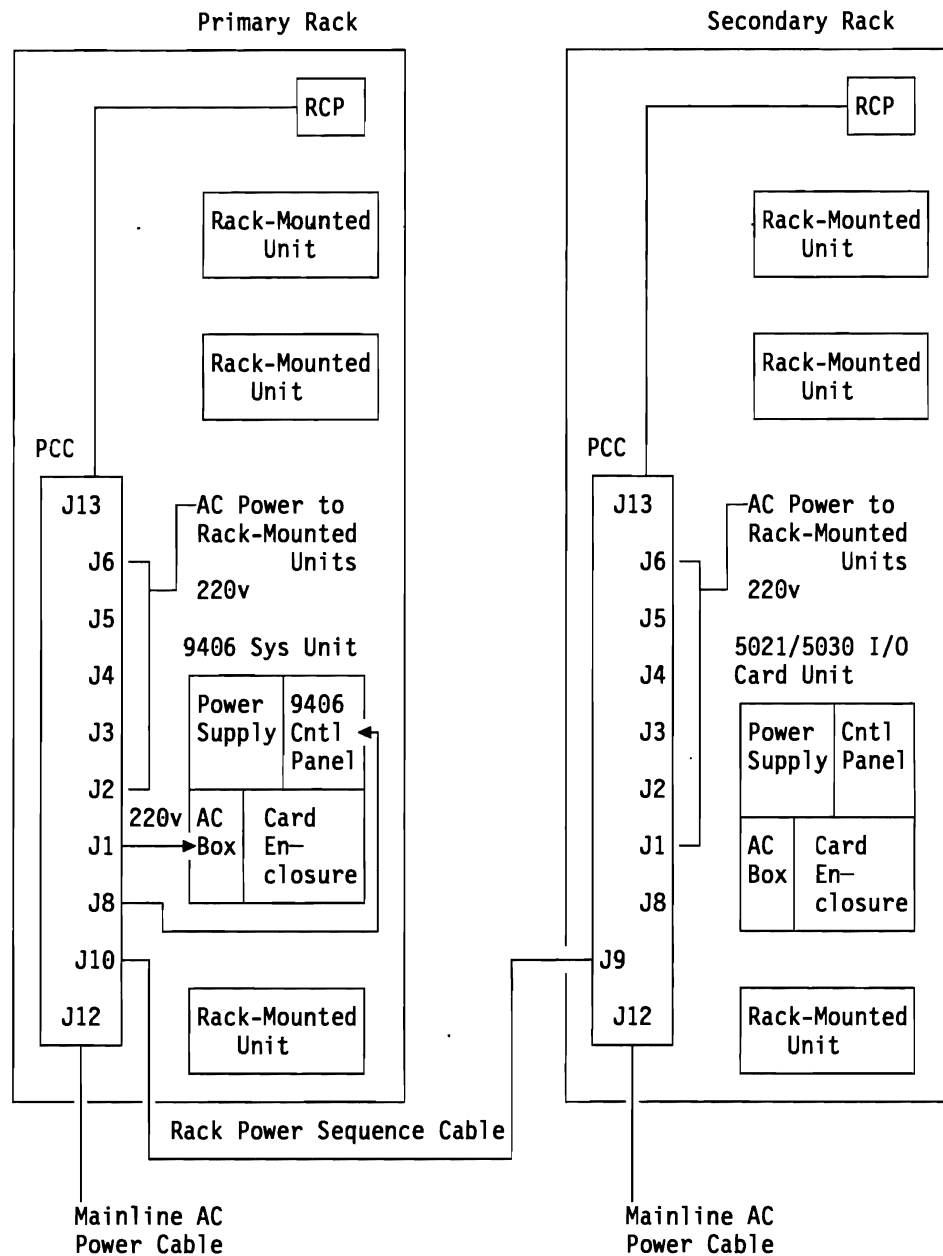 Primary Rack
RCP
Rack-Mounted
Unit
Rack-Mounted
Unit
PCC
J13
AC Power to
Rack-Mounted
Units
J6
220v
J5
9406 Sys Unit
J4
Power
Supply
9406
Cntl
Panel
J3
J2
220v
AC
Box
Card
En-
closure
J1
J8
J10
J12
Rack-Mounted
Unit
Rack Power Sequence Cable
Mainline AC
Power Cable
Secondary Rack
RCP
Rack-Mounted
Unit
Rack-Mounted
Unit
PCC
J13
AC Power to
Rack-Mounted
Units
J6
220v
J5
5021/5030 I/O
Card Unit
J4
Power
Supply
Cntl
Panel
J3
J2
AC
Box
Card
En-
closure
J1
J8
J9
J12
Rack-Mounted
Unit
Mainline AC
Power Cable